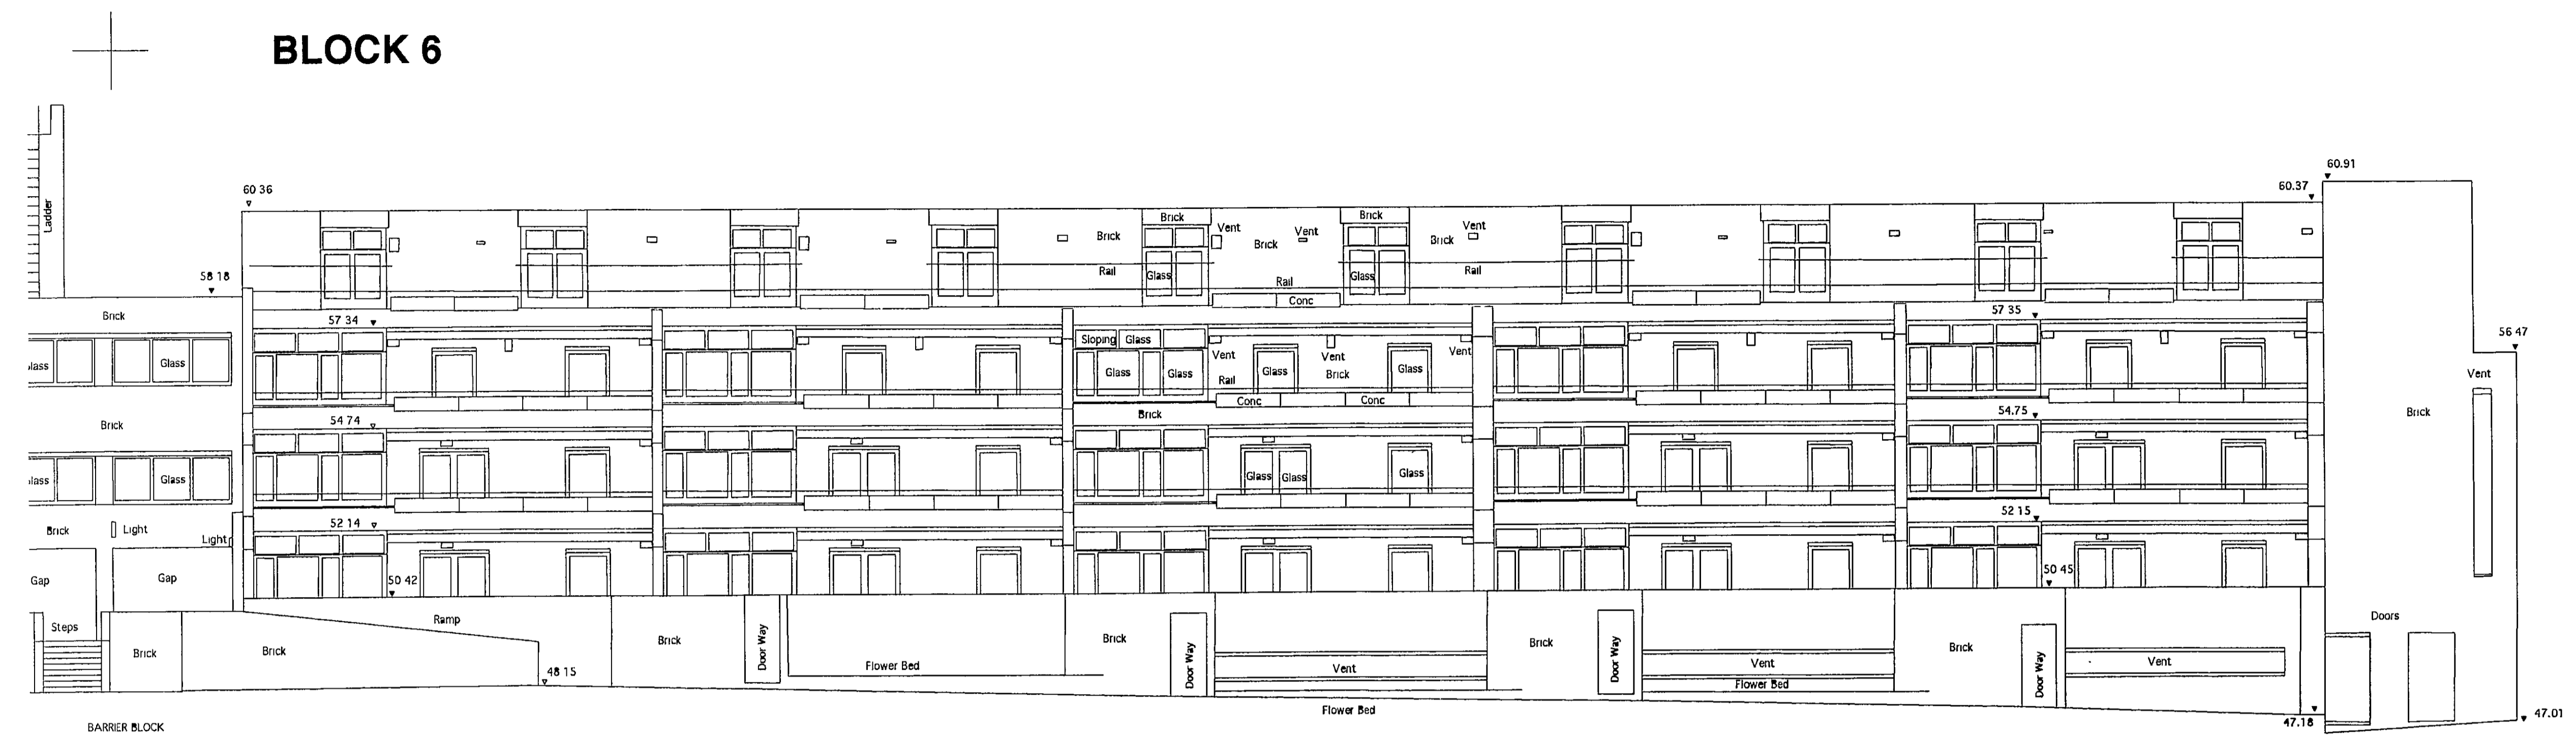 BLOCK 6
60.91
60 36
60.37
Ladder
Brick
Brick
Vent
Vent
Vent
Brick
Brick
Brick
58 18
Rail
Glass
Glass
Rail
Rail
Conc
Brick
57 34
57 35
56 47
Sloping
Glass
Vent
Vent
Vent
Glass
Glass
Glass
Glass
Glass
Glass
Rail
Brick
Vent
Conc
Conc
Brick
Brick
Brick
54 74
54.75
Glass
Glass
Glass
Glass
Glass
52 14
52 15
Brick
Light
Light
Gap
Gap
50 42
50 45
Steps
Ramp
Doors
Brick
Brick
Brick
Door Way
Flower Bed
Brick
Door Way
Vent
Brick
Door Way
Vent
Flower Bed
Brick
Door Way
Vent
48 15
Flower Bed
47.18
47.01
BARRIER BLOCK